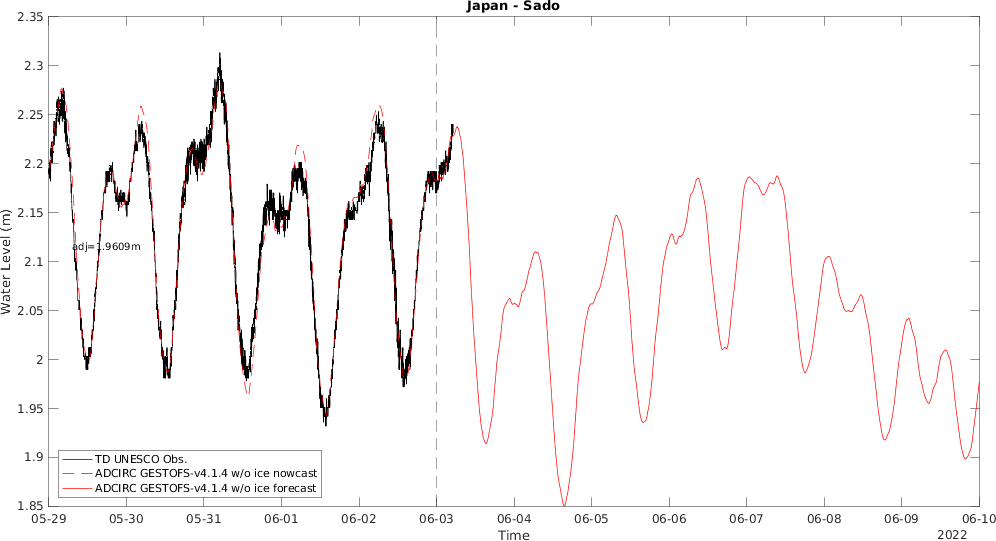 Japan - Sado
2.35
2.3
2.25
2.2
2.15
2.1
2.05
2
1.95
1.9
1.85
Water Level (m)
adj=1.9609m
TD UNESCO Obs.
ADCIRC GESTOFS-v4.1.4 w/o ice nowcast
ADCIRC GESTOFS-v4.1.4 w/o ice forecast
05-29 05-30 05-31 06-01 06-02 06-03 06-04 06-05 06-06 06-07 06-08 06-09 06-10
Time
2022